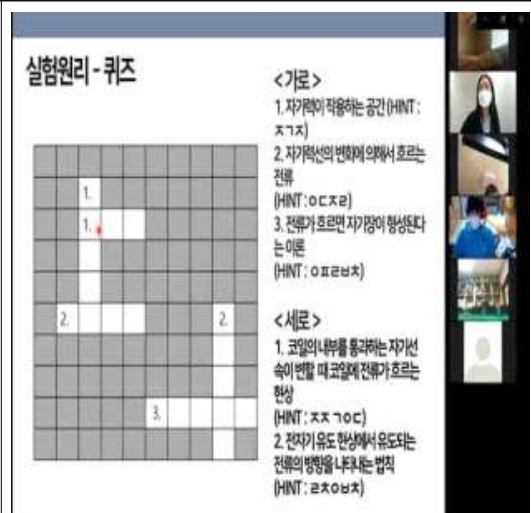 실험원리 - 퀴즈
1.
1.
2.
2.
3.
<가로>
1. 자기력이 작용하는 공간 (HINT :
ㅈㄱㅈ)
2. 자기력선의 변화에 의해서 흐르는
전류
(HINT : ㅇㄷㅈㄹ)
3. 전류가 흐르면 자기장이 형성된다
는 이론
(HINT : ㅇㅍㄹㅂㅊ)
<세로>
1. 코일의 내부를 통과하는 자기선
속이 변할 때 코일에 전류가 흐르는
현상
(HINT : ㅈㅈ ㄱㅇㄷ)
2. 전자기 유도 현상에서 유도되는
전류의 방향을 나타내는 법칙
(HINT : ㄹㅊㅇㅂㅊ)